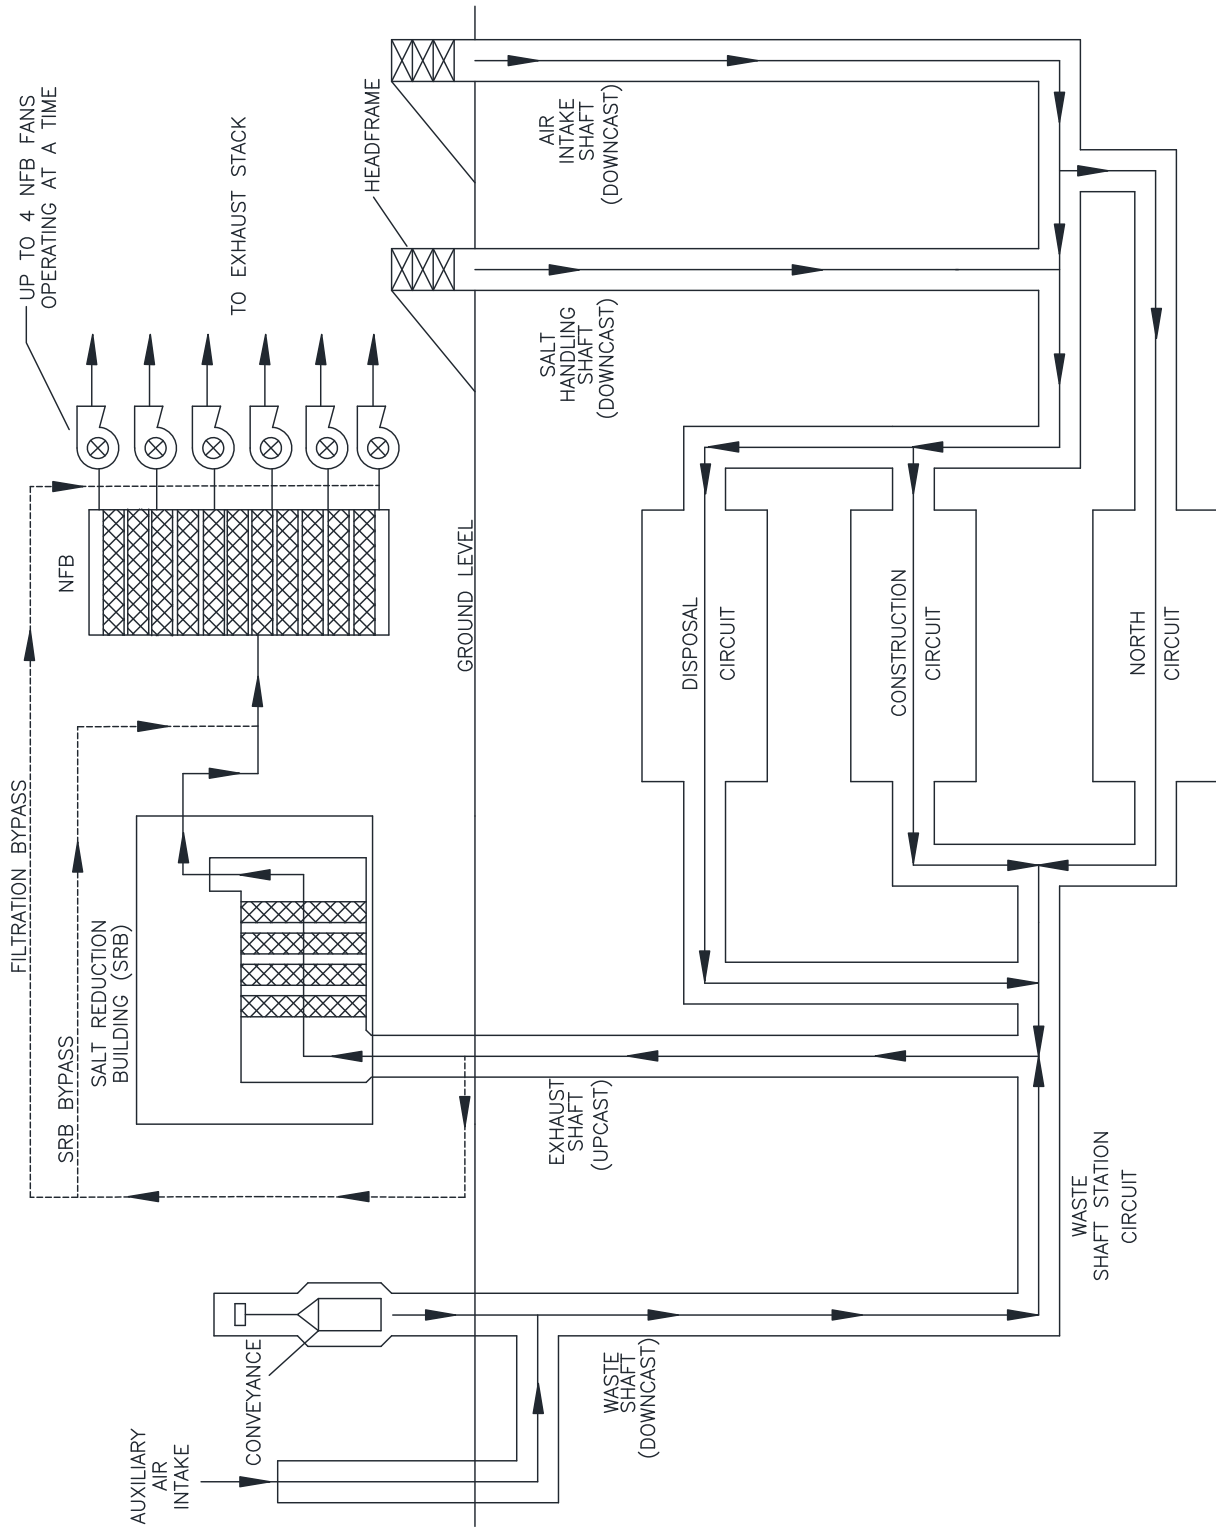 UP TO 4 NFB FANS
OPERATING AT A TIME
TO EXHAUST STACK
HEADFRAME
AIR
INTAKE
SHAFT
(DOWNCAST)
SALT
HANDLING
SHAFT
(DOWNCAST)
NFB
GROUND LEVEL
FILTRATION BYPASS
SRB BYPASS
SALT REDUCTION
BUILDING (SRB)
DISPOSAL
CIRCUIT
CONSTRUCTION
CIRCUIT
NORTH
CIRCUIT
EXHAUST
SHAFT
(UPCAST)
WASTE
SHAFT STATION
CIRCUIT
CONVEYANCE
WASTE
SHAFT
(DOWNCAST)
AUXILIARY
AIR
INTAKE